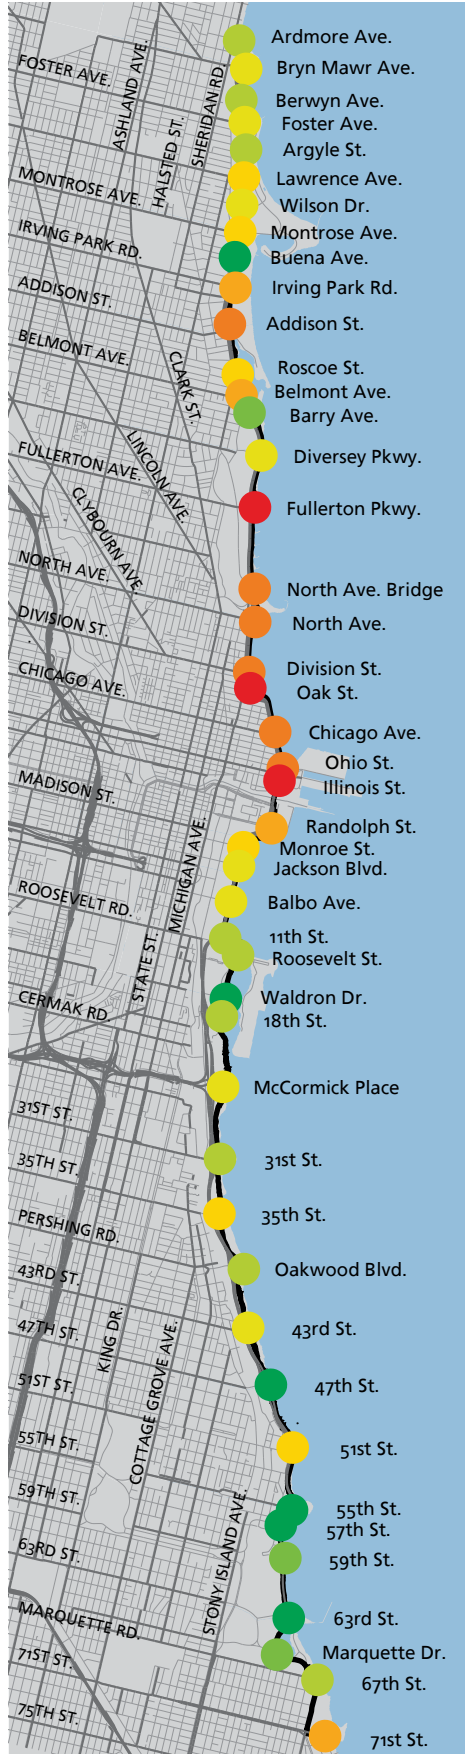 Ardmore Ave.
FOSTER AVE.
ASHLAND AVE.
HALSTED ST.
SHERIDAN RD.
Bryn Mawr Ave.
Berwyn Ave.
Foster Ave.
Argyle St.
MONTROSE AVE.
Lawrence Ave.
Wilson Dr.
IRVING PARK RD.
Montrose Ave.
Buena Ave.
ADDISON ST.
Irving Park Rd.
Addison St.
BELMONT AVE.
CLARK ST.
Roscoe St.
Belmont Ave.
Barry Ave.
FULLERTON AVE.
LINCOLN AVE.
Diversey Pkwy.
CLYBOURN AVE.
Fullerton Pkwy.
NORTH AVE.
North Ave. Bridge
DIVISION ST.
North Ave.
CHICAGO AVE.
Division St.
Oak St.
Chicago Ave.
MADISON ST.
Ohio St.
Illinois St.
MICHIGAN AVE.
Randolph St.
Monroe St.
Jackson Blvd.
ROOSEVELT RD.
Balbo Ave.
STATE ST.
11th St.
Roosevelt St.
CERMAK RD.
Waldron Dr.
18th St.
McCormick Place
31ST ST.
35TH ST.
31st St.
PERSHING RD.
35th St.
43RD ST.
Oakwood Blvd.
47TH ST.
KING DR.
COTTAGE GROVE AVE.
43rd St.
51ST ST.
47th St.
55TH ST.
51st St.
59TH ST.
STONY ISLAND AVE.
55th St.
57th St.
63RD ST.
59th St.
MARQUETTE RD.
63rd St.
71ST ST.
Marquette Dr.
67th St.
75TH ST.
71st St.